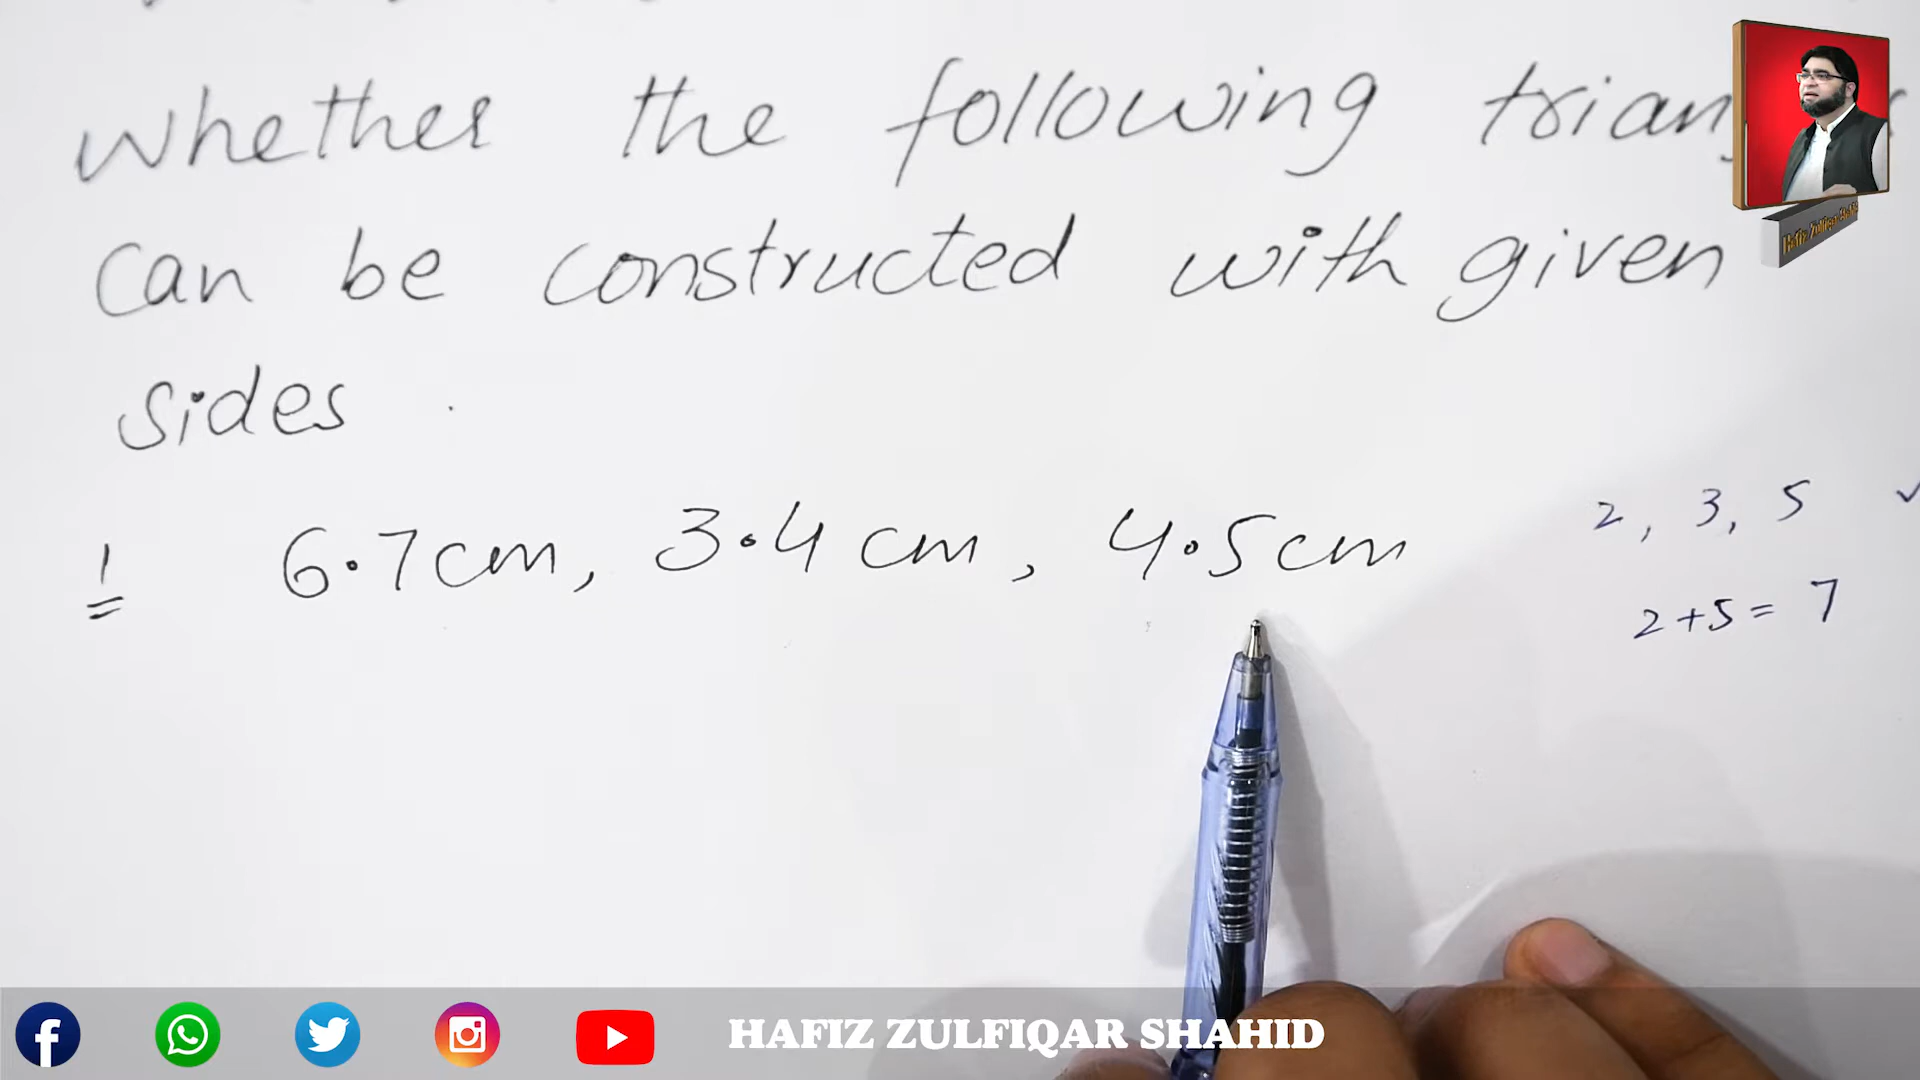 whether the following
can be constructed with given
sides.
1 6.7cm, 3.4 cm, 4.5cm
2, 3, 5 ✓
2+5= 7
HAFIZ ZULFIQAR SHAHID